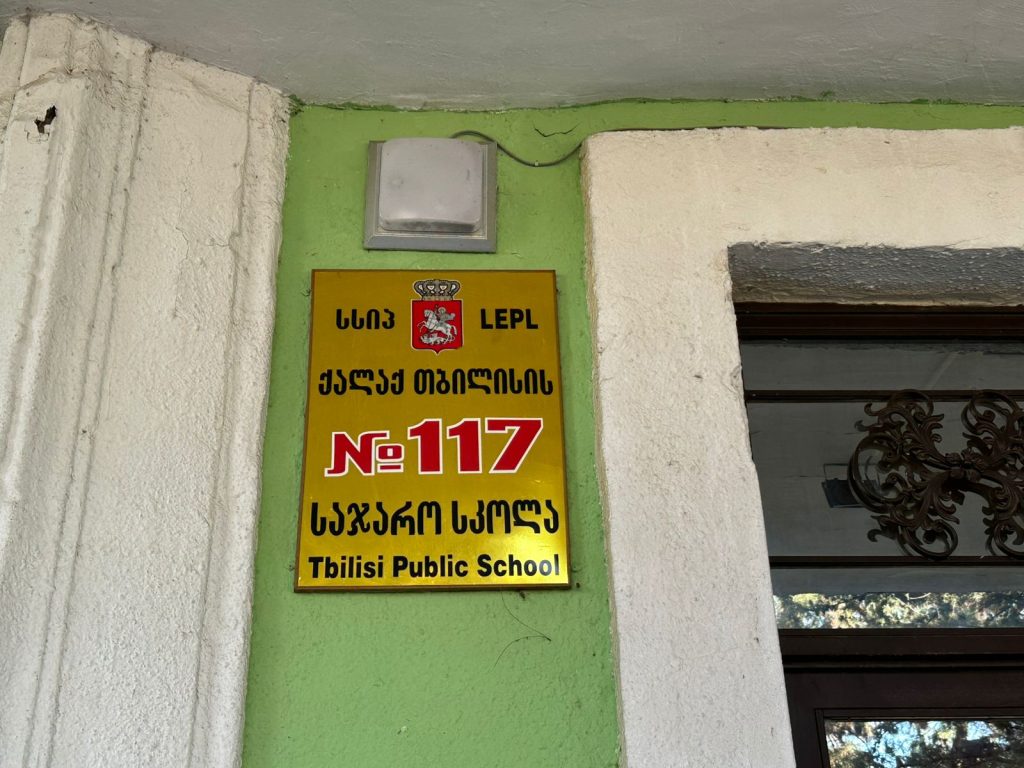 სსიპ LEPL
ქალაქ თბილისის
№117
საჯარო სკოლა
Tbilisi Public School